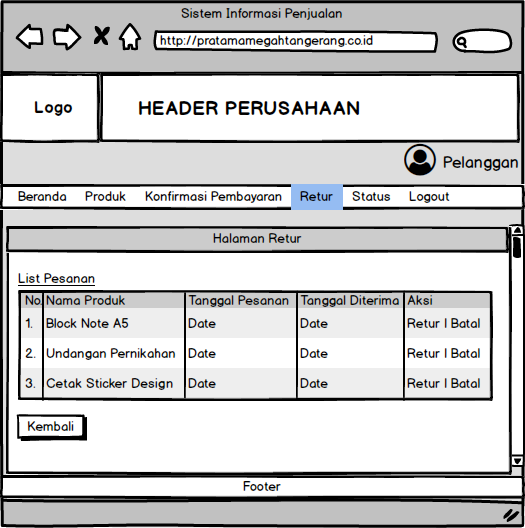 Sistem Informasi Penjualan
http://pratamamegahtangerang.co.id
Logo
HEADER PERUSAHAAN
Pelanggan
Beranda Produk Konfirmasi Pembayaran Retur Status Logout
Halaman Retur
List Pesanan
No. Nama Produk Tanggal Pesanan Tanggal Diterima Aksi
1. Block Note A5 Date Date Retur | Batal
2. Undangan Pernikahan Date Date Retur | Batal
3. Cetak Sticker Design Date Date Retur | Batal
Kembali
Footer